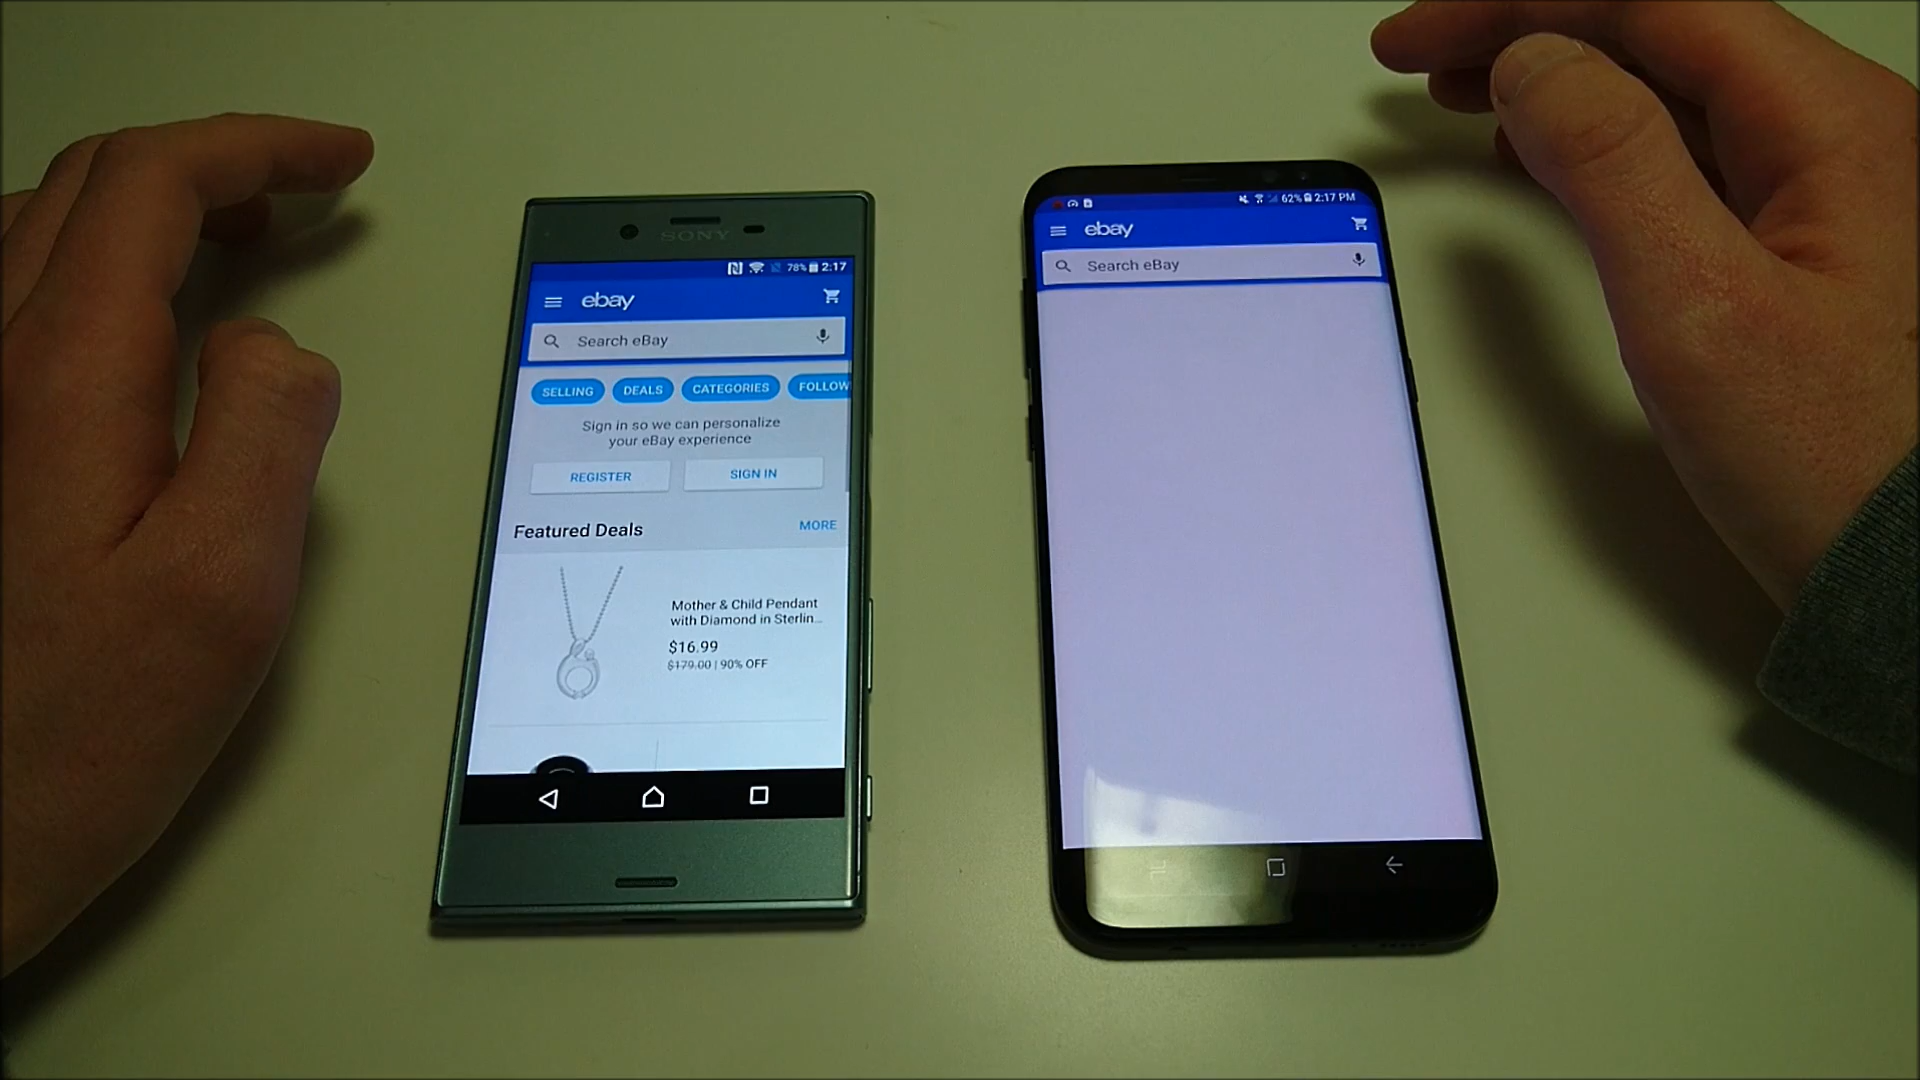 SONY
78% 2:17
ebay
Search eBay
SELLING DEALS CATEGORIES FOLLOW
Sign in so we can personalize
your eBay experience
REGISTER SIGN IN
Featured Deals MORE
Mother & Child Pendant
with Diamond in Sterlin...
$16.99
$179.00 | 90% OFF
62% 2:17 PM
ebay
Search eBay